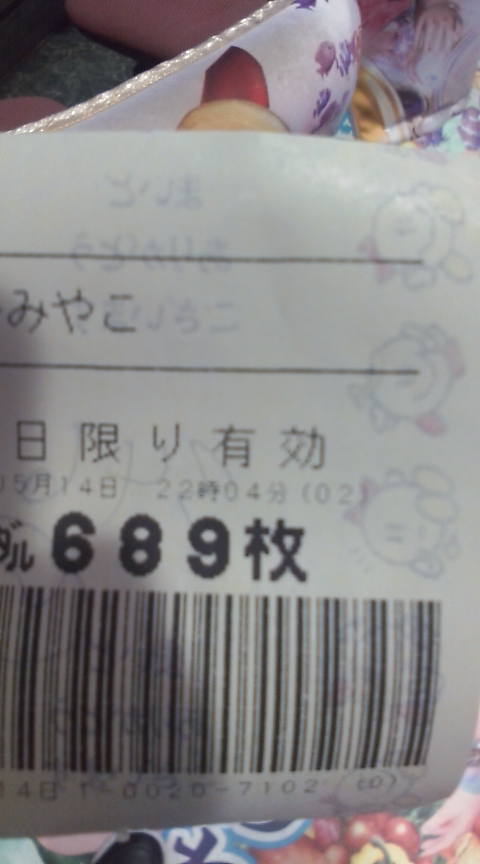 みやこ
日限り有効
05月14日 22時04分(02)
ダル689枚
14日 1-0020-7102